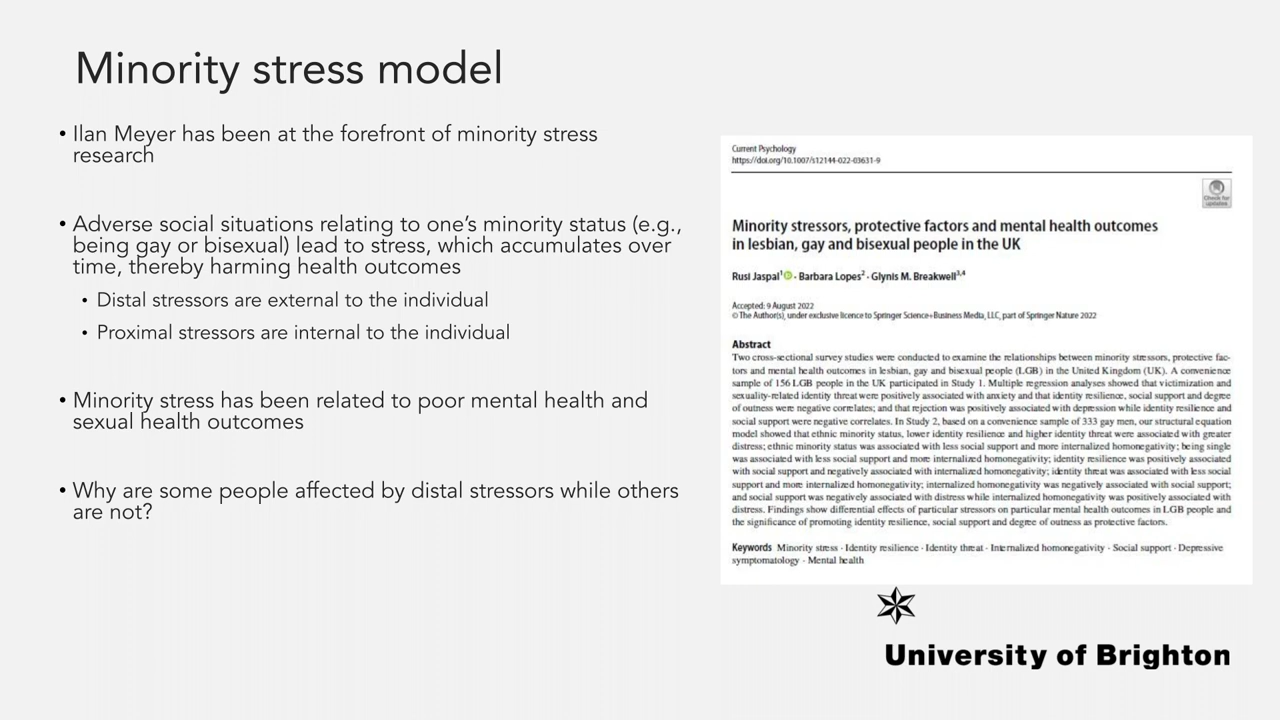 Minority stress model
• Ilan Meyer has been at the forefront of minority stress
research
• Adverse social situations relating to one's minority status (e.g.,
being gay or bisexual) lead to stress, which accumulates over
time, thereby harming health outcomes
• Distal stressors are external to the individual
• Proximal stressors are internal to the individual
• Minority stress has been related to poor mental health and
sexual health outcomes
• Why are some people affected by distal stressors while others
are not?
Current Psychology
https://doi.org/10.1007/s12144-022-03631-9
Check for
updates
Minority stressors, protective factors and mental health outcomes
in lesbian, gay and bisexual people in the UK
Rusi Jaspal¹ · Barbara Lopes² · Glynis M. Breakwell³,⁴
Accepted: 9 August 2022
© The Author(s), under exclusive licence to Springer Science+Business Media, LLC, part of Springer Nature 2022
Abstract
Two cross-sectional survey studies were conducted to examine the relationships between minority stressors, protective fac-
tors and mental health outcomes in lesbian, gay and bisexual people (LGB) in the United Kingdom (UK). A convenience
sample of 156 LGB people in the UK participated in Study 1. Multiple regression analyses showed that victimization and
sexuality-related identity threat were positively associated with anxiety and that identity resilience, social support and degree
of outness were negative correlates; and that rejection was positively associated with depression while identity resilience and
social support were negative correlates. In Study 2, based on a convenience sample of 333 gay men, our structural equation
model showed that ethnic minority status, lower identity resilience and higher identity threat were associated with greater
distress; ethnic minority status was associated with less social support and more internalized homonegativity; being single
was associated with less social support and more internalized homonegativity; identity resilience was positively associated
with social support and negatively associated with internalized homonegativity; identity threat was associated with less social
support and more internalized homonegativity; internalized homonegativity was negatively associated with social support;
and social support was negatively associated with distress while internalized homonegativity was positively associated with
distress. Findings show differential effects of particular stressors on particular mental health outcomes in LGB people and
the significance of promoting identity resilience, social support and degree of outness as protective factors.
Keywords Minority stress · Identity resilience · Identity threat · Internalized homonegativity · Social support · Depressive
symptomatology · Mental health
University of Brighton